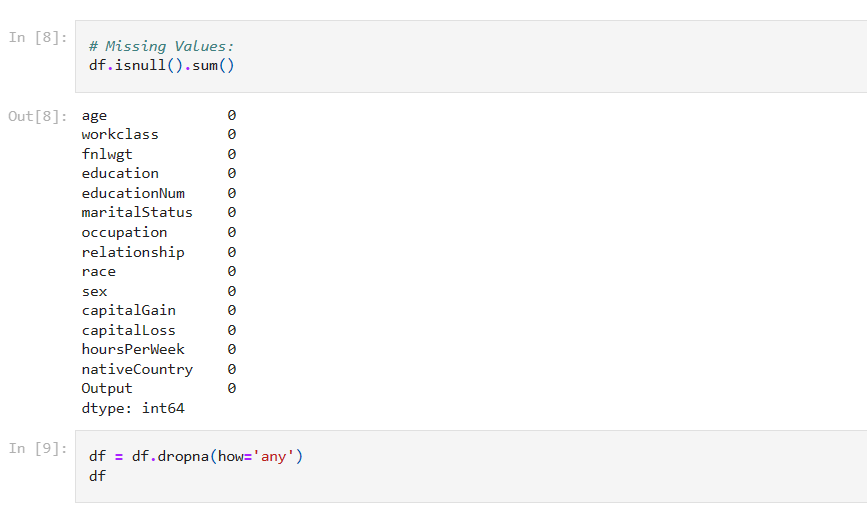 In [8]:
# Missing Values:
df.isnull().sum()
Out[8]:
age 0
workclass 0
fnlwgt 0
education 0
educationNum 0
maritalStatus 0
occupation 0
relationship 0
race 0
sex 0
capitalGain 0
capitalLoss 0
hoursPerWeek 0
nativeCountry 0
Output 0
dtype: int64
In [9]:
df = df.dropna(how='any')
df